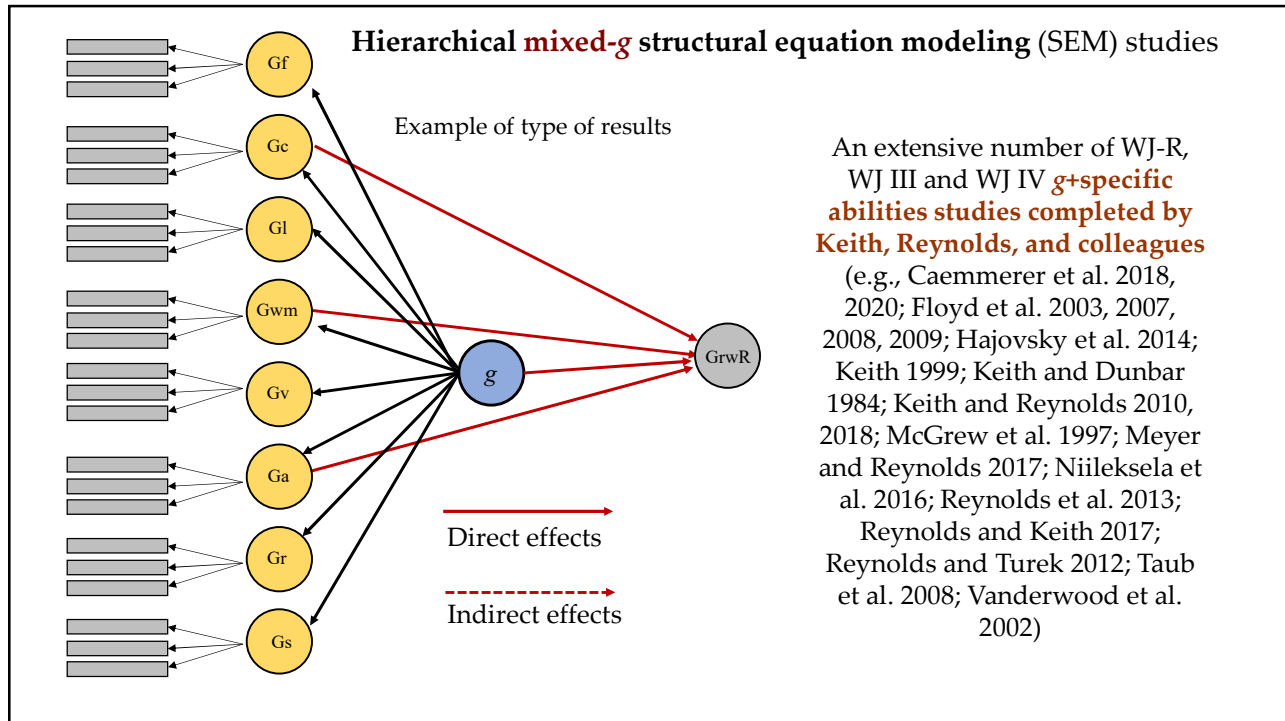 Hierarchical mixed-g structural equation modeling (SEM) studies
Example of type of results
Gf
Gc
Gl
Gwm
Gv
Ga
Gr
Gs
g
GrwR
Direct effects
Indirect effects
An extensive number of WJ-R,
WJ III and WJ IV g+specific
abilities studies completed by
Keith, Reynolds, and colleagues
(e.g., Caemmerer et al. 2018,
2020; Floyd et al. 2003, 2007,
2008, 2009; Hajovsky et al. 2014;
Keith 1999; Keith and Dunbar
1984; Keith and Reynolds 2010,
2018; McGrew et al. 1997; Meyer
and Reynolds 2017; Niileksela et
al. 2016; Reynolds et al. 2013;
Reynolds and Keith 2017;
Reynolds and Turek 2012; Taub
et al. 2008; Vanderwood et al.
2002)